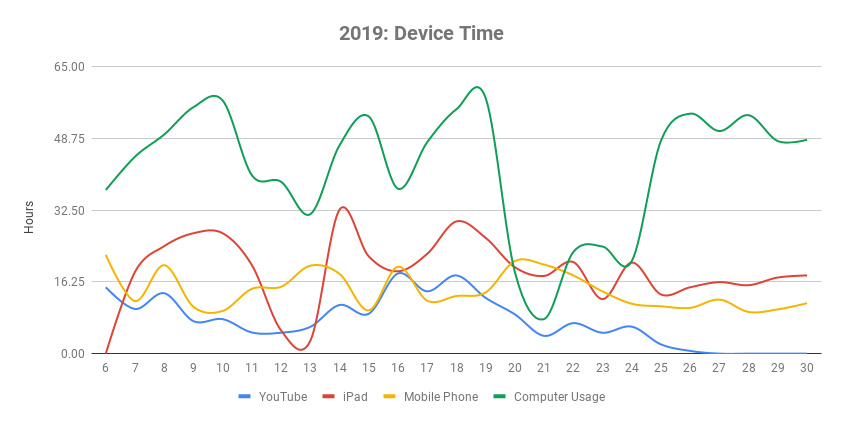 2019: Device Time
65.00
48.75
32.50
16.25
0.00
Hours
6 7 8 9 10 11 12 13 14 15 16 17 18 19 20 21 22 23 24 25 26 27 28 29 30
YouTube iPad Mobile Phone Computer Usage